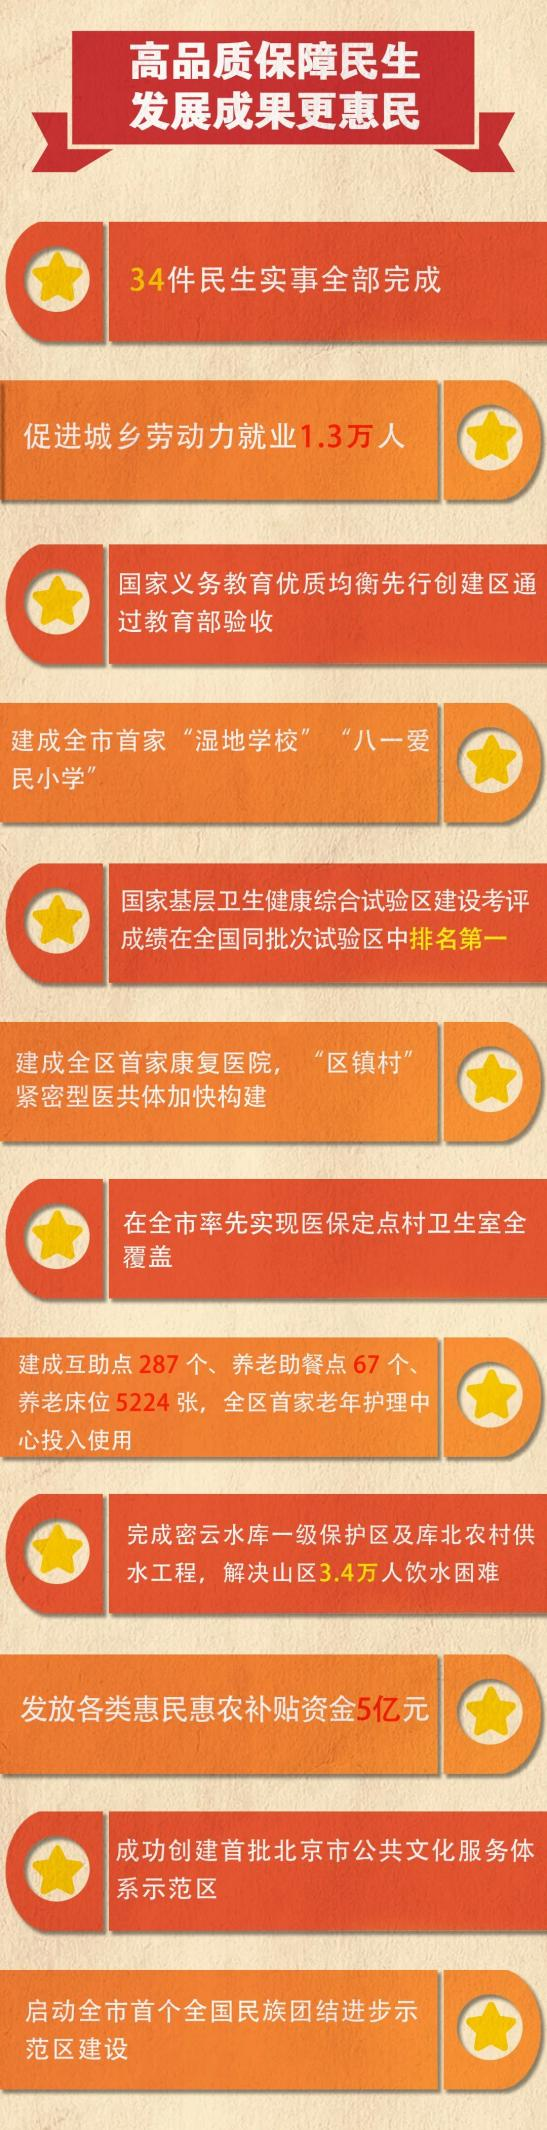 高品质保障民生
发展成果更惠民
34件民生实事全部完成
促进城乡劳动力就业1.3万人
国家义务教育优质均衡先行创建区通
过教育部验收
建成全市首家“湿地学校”“八一爱
民小学”
国家基层卫生健康综合试验区建设考评
成绩在全国同批次试验区中排名第一
建成全区首家康复医院，“区镇村”
紧密型医共体加快构建
在全市率先实现医保定点村卫生室全
覆盖
建成互助点 287 个、养老助餐点 67 个、
养老床位 5224 张，全区首家老年护理中
心投入使用
完成密云水库一级保护区及库北农村供
水工程，解决山区3.4万人饮水困难
发放各类惠民惠农补贴资金5亿元
成功创建首批北京市公共文化服务体
系示范区
启动全市首个全国民族团结进步示
范区建设